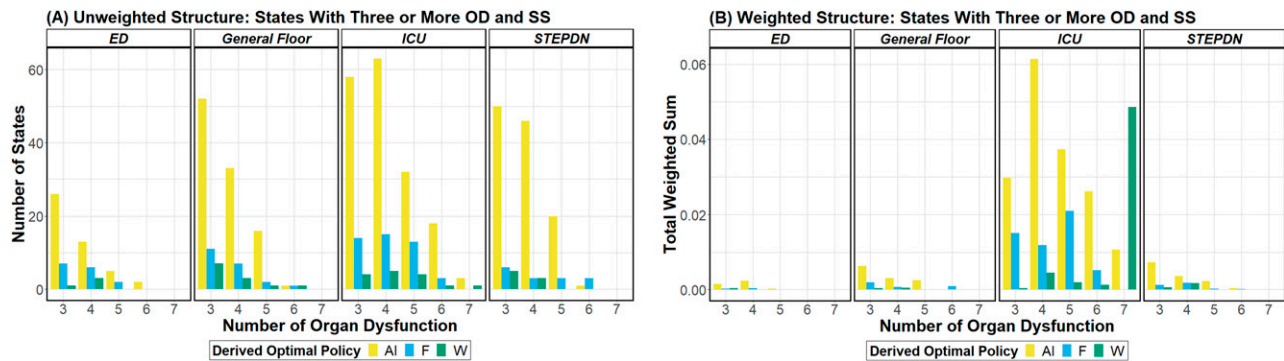 (A) Unweighted Structure: States With Three or More OD and SS
ED General Floor ICU STEPDN
Number of States
60
40
20
0
3 4 5 6 7 3 4 5 6 7 3 4 5 6 7 3 4 5 6 7
Number of Organ Dysfunction
Derived Optimal Policy AI F W
(B) Weighted Structure: States With Three or More OD and SS
ED General Floor ICU STEPDN
Total Weighted Sum
0.06
0.04
0.02
0.00
3 4 5 6 7 3 4 5 6 7 3 4 5 6 7 3 4 5 6 7
Number of Organ Dysfunction
Derived Optimal Policy AI F W